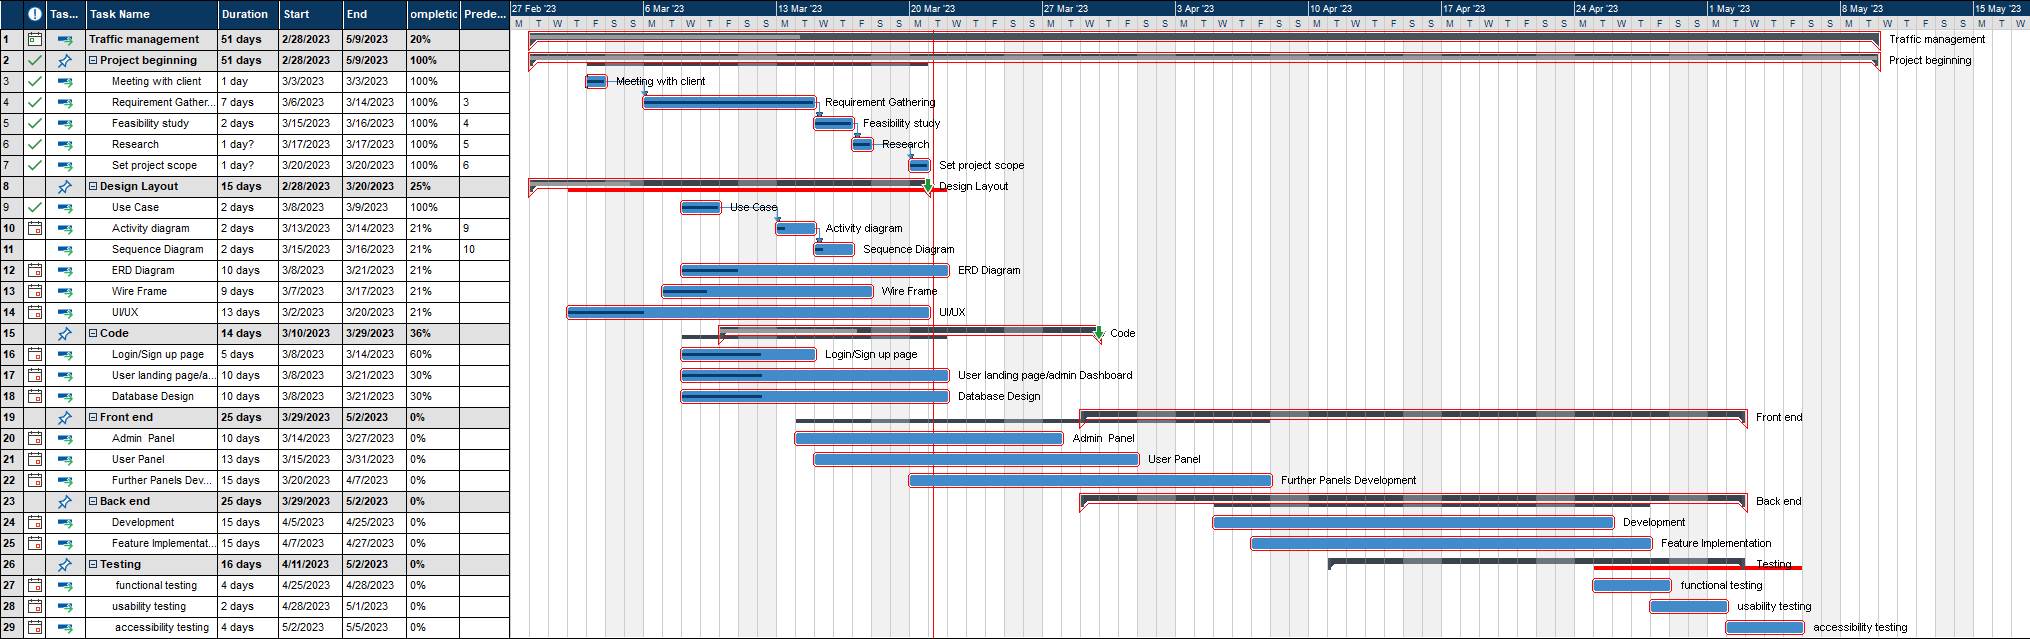 Tas... Task Name Duration Start End ompletic Prede... 27 Feb '23 6 Mar '23 13 Mar '23 20 Mar '23 27 Mar '23 3 Apr '23 10 Apr '23 17 Apr '23 24 Apr '23 1 May '23 8 May '23 15 May '23
M T W T F S S M T W T F S S M T W T F S S M T W T F S S M T W T F S S M T W T F S S M T W T F S S M T W T F S S M T W T F S S M T W T F S S M T W T F S S M T W
1 Traffic management 51 days 2/28/2023 5/9/2023 20% Traffic management
2 Project beginning 51 days 2/28/2023 5/9/2023 100% Project beginning
3 Meeting with client 1 day 3/3/2023 3/3/2023 100% Meeting with client
4 Requirement Gather... 7 days 3/6/2023 3/14/2023 100% 3 Requirement Gathering
5 Feasibility study 2 days 3/15/2023 3/16/2023 100% 4 Feasibility study
6 Research 1 day? 3/17/2023 3/17/2023 100% 5 Research
7 Set project scope 1 day? 3/20/2023 3/20/2023 100% 6 Set project scope
8 Design Layout 15 days 2/28/2023 3/20/2023 25% Design Layout
9 Use Case 2 days 3/8/2023 3/9/2023 100% Use Case
10 Activity diagram 2 days 3/13/2023 3/14/2023 21% 9 Activity diagram
11 Sequence Diagram 2 days 3/15/2023 3/16/2023 21% 10 Sequence Diagram
12 ERD Diagram 10 days 3/8/2023 3/21/2023 21% ERD Diagram
13 Wire Frame 9 days 3/7/2023 3/17/2023 21% Wire Frame
14 UI/UX 13 days 3/2/2023 3/20/2023 21% UI/UX
15 Code 14 days 3/10/2023 3/29/2023 36% Code
16 Login/Sign up page 5 days 3/8/2023 3/14/2023 60% Login/Sign up page
17 User landing page/a... 10 days 3/8/2023 3/21/2023 30% User landing page/admin Dashboard
18 Database Design 10 days 3/8/2023 3/21/2023 30% Database Design
19 Front end 25 days 3/29/2023 5/2/2023 0% Front end
20 Admin Panel 10 days 3/14/2023 3/27/2023 0% Admin Panel
21 User Panel 13 days 3/15/2023 3/31/2023 0% User Panel
22 Further Panels Dev... 15 days 3/20/2023 4/7/2023 0% Further Panels Development
23 Back end 25 days 3/29/2023 5/2/2023 0% Back end
24 Development 15 days 4/5/2023 4/25/2023 0% Development
25 Feature Implementat... 15 days 4/7/2023 4/27/2023 0% Feature Implementation
26 Testing 16 days 4/11/2023 5/2/2023 0% Testing
27 functional testing 4 days 4/25/2023 4/28/2023 0% functional testing
28 usability testing 2 days 4/28/2023 5/1/2023 0% usability testing
29 accessibility testing 4 days 5/2/2023 5/5/2023 0% accessibility testing